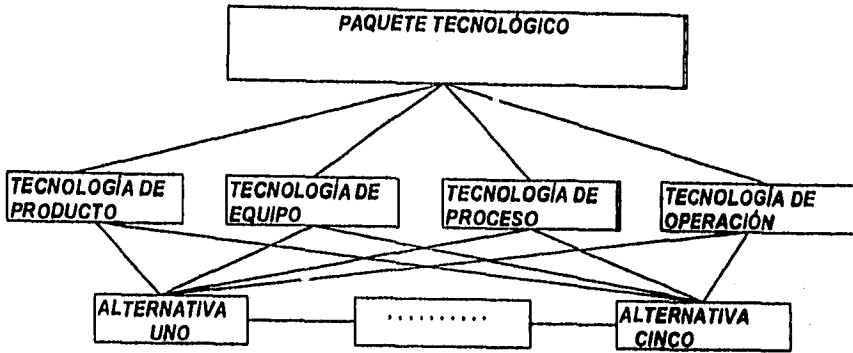 PAQUETE TECNOLÓGICO
TECNOLOGÍA DE
PRODUCTO
TECNOLOGÍA DE
EQUIPO
TECNOLOGÍA DE
PROCESO
TECNOLOGÍA DE
OPERACIÓN
ALTERNATIVA
UNO
..........
ALTERNATIVA
CINCO